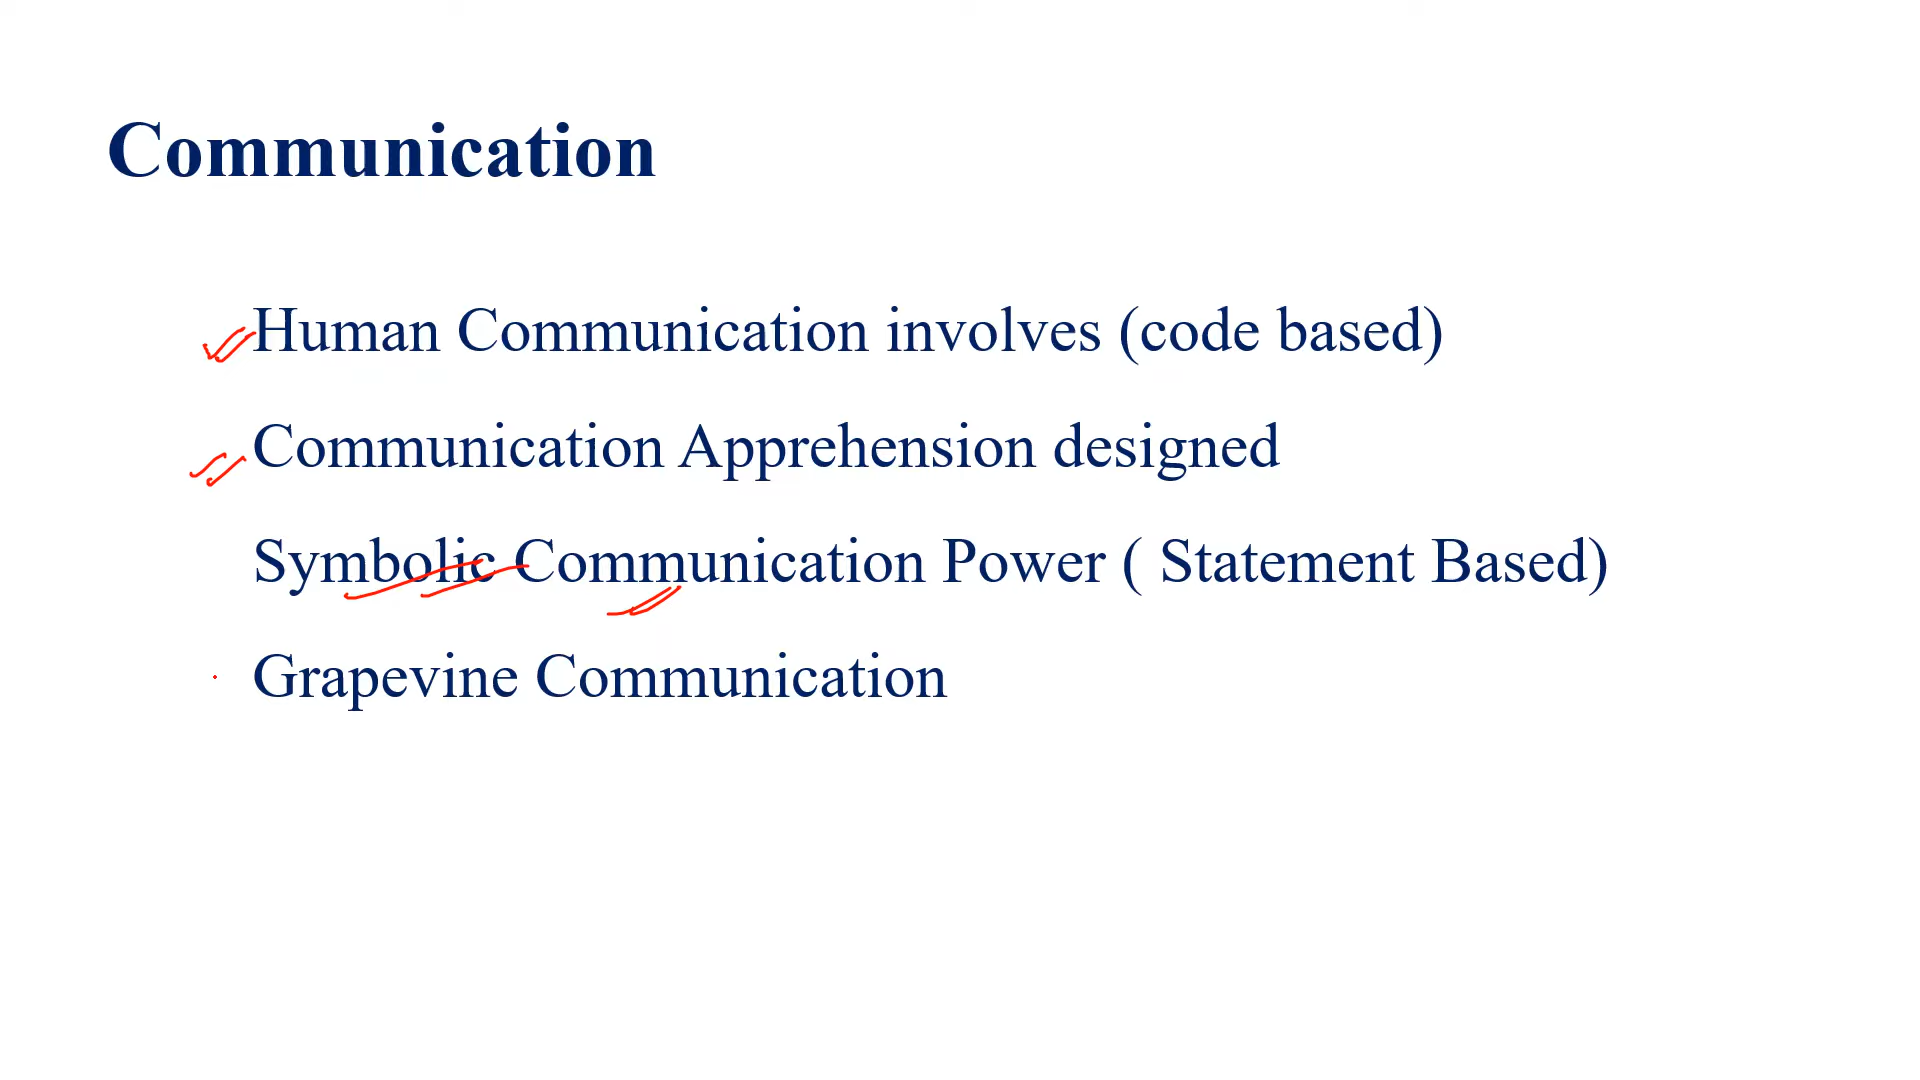 Communication
Human Communication involves (code based)
Communication Apprehension designed
Symbolic Communication Power ( Statement Based)
Grapevine Communication